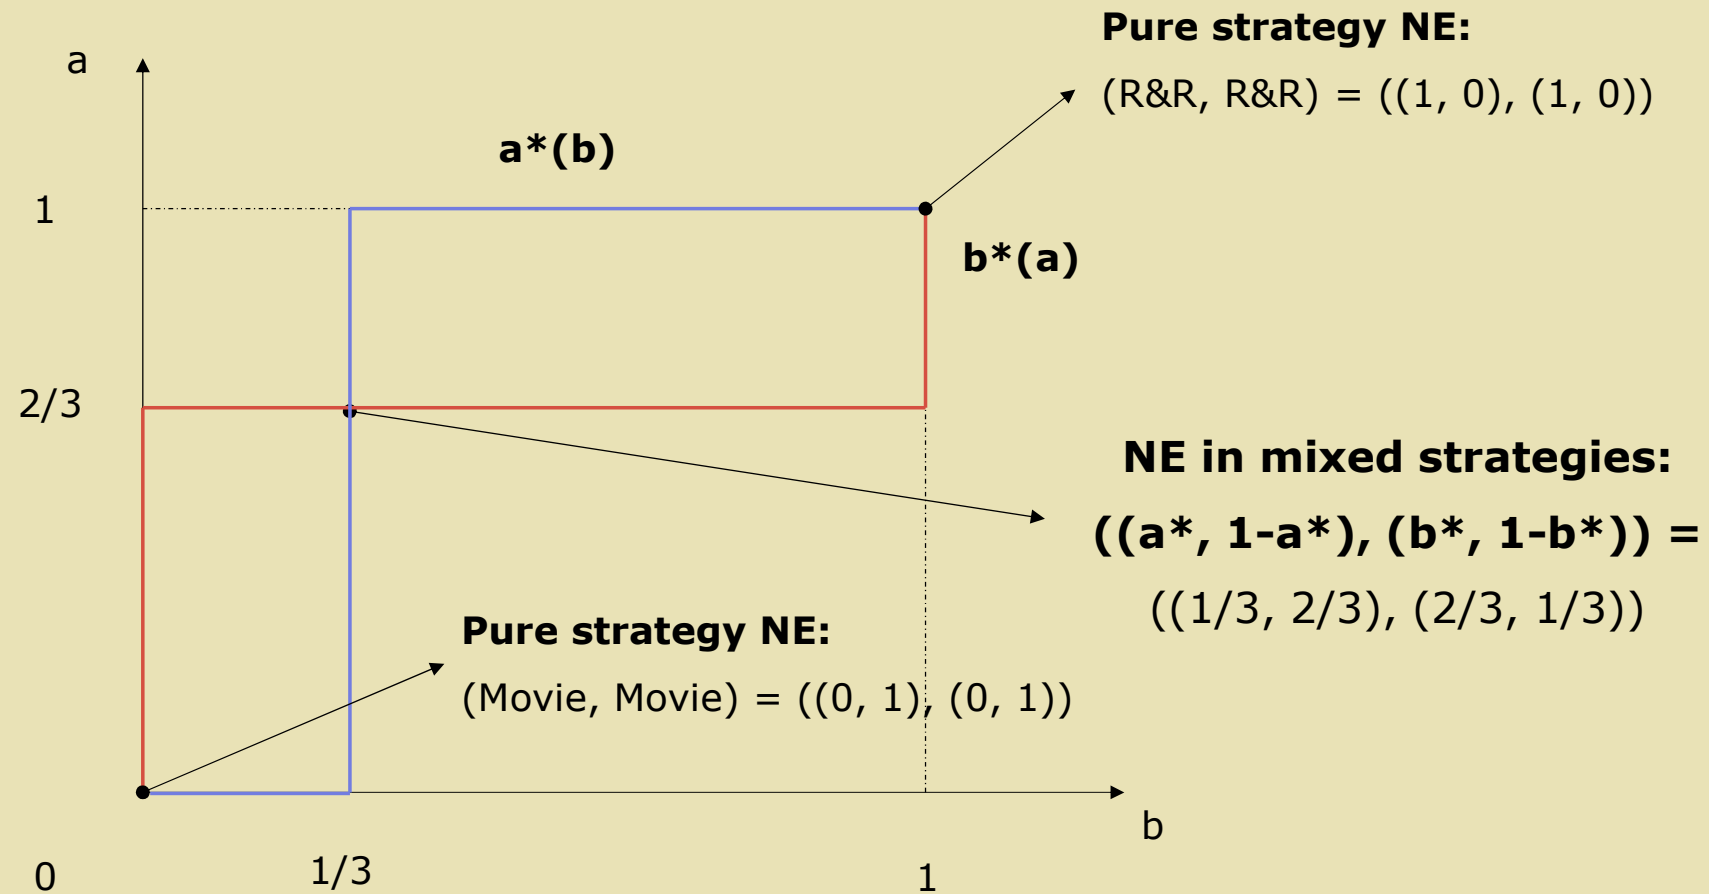 Pure strategy NE:
(R&R, R&R) = ((1, 0), (1, 0))
a
a*(b)
1
b*(a)
2/3
NE in mixed strategies:
((a*, 1-a*), (b*, 1-b*)) =
((1/3, 2/3), (2/3, 1/3))
Pure strategy NE:
(Movie, Movie) = ((0, 1), (0, 1))
b
0
1/3
1